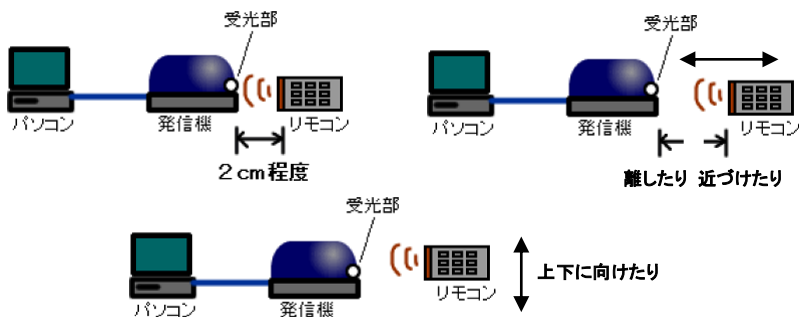 受光部
パソコン
発信機
リモコン
2cm程度
受光部
パソコン
発信機
リモコン
離したり 近づけたり
受光部
パソコン
発信機
リモコン
上下に向けたり